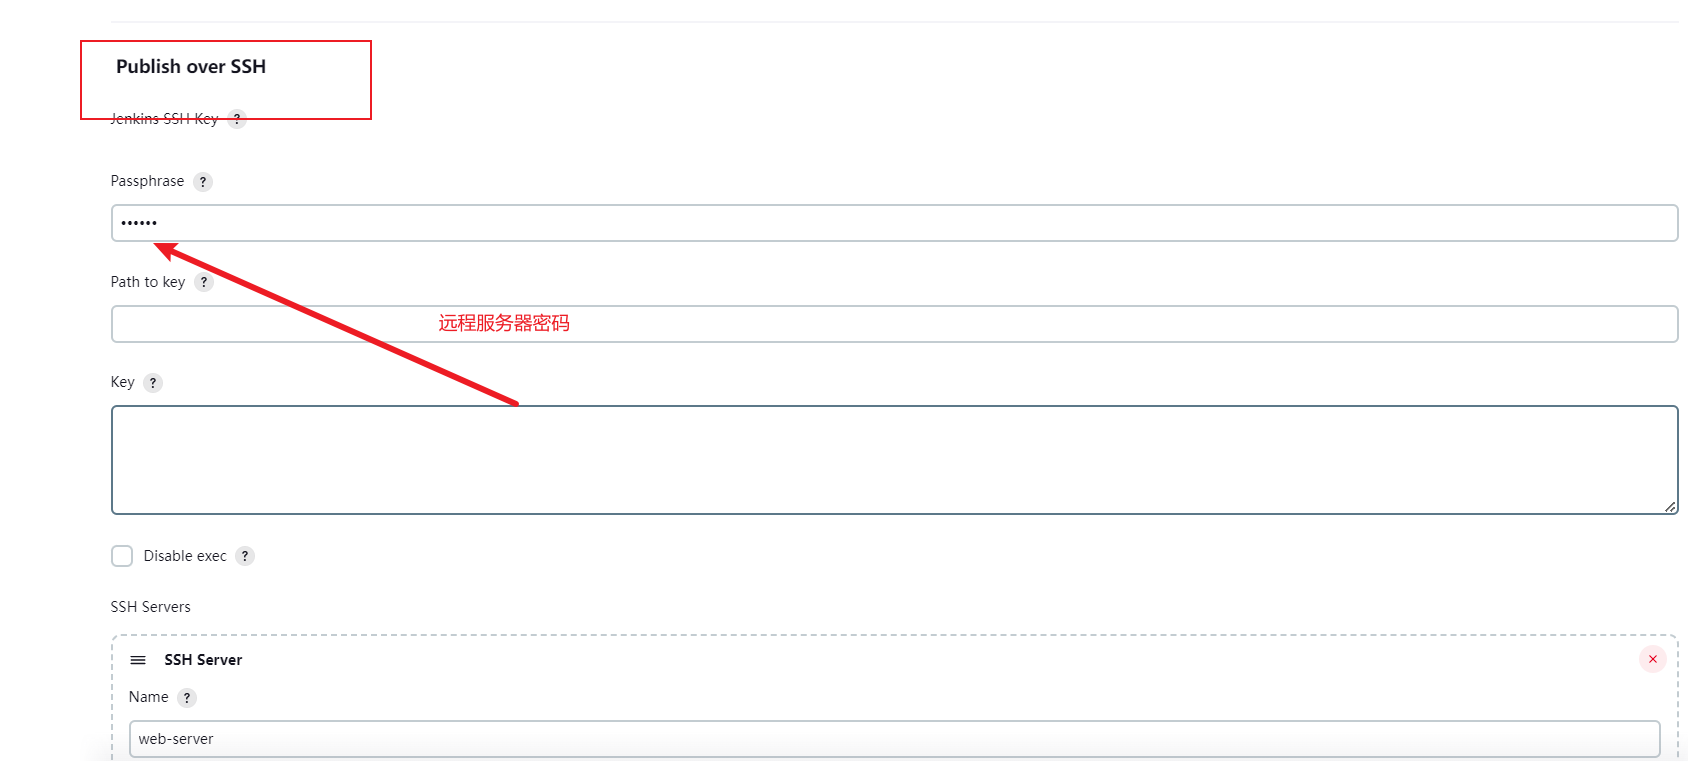 Publish over SSH
Jenkins SSH Key ?
Passphrase ?
••••••
Path to key ?
远程服务器密码
Key ?
Disable exec ?
SSH Servers
SSH Server
Name ?
web-server